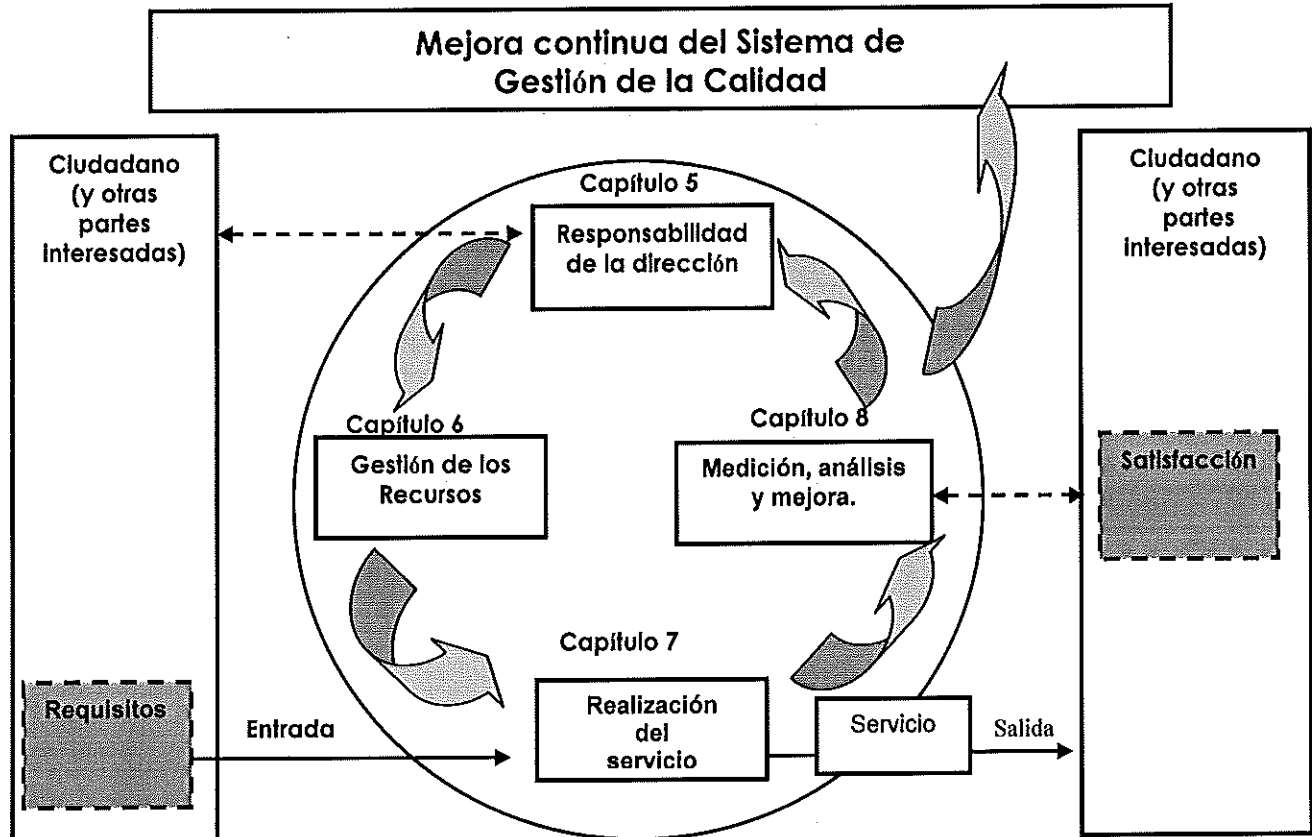 Mejora continua del Sistema de
Gestión de la Calidad
Ciudadano
(y otras
partes
interesadas)
Capítulo 5
Responsabilidad
de la dirección
Ciudadano
(y otras
partes
interesadas)
Capítulo 6
Gestión de los
Recursos
Capítulo 8
Medición, análisis
y mejora.
Satisfacción
Capítulo 7
Requisitos
Entrada
Realización
del
servicio
Servicio
Salida